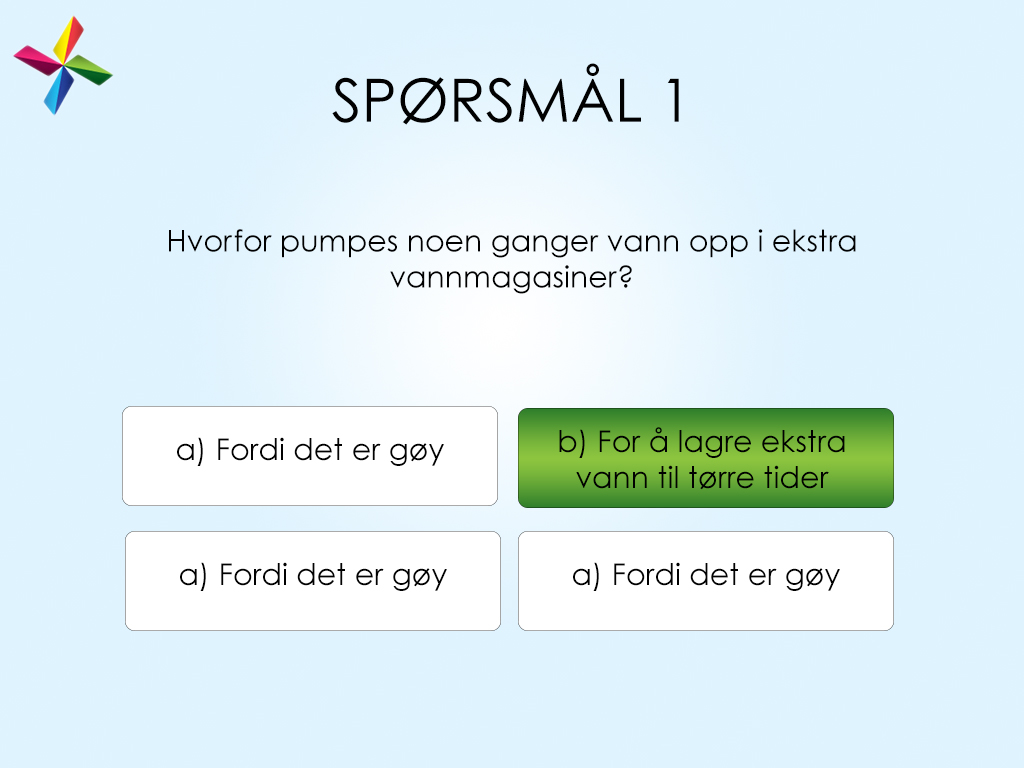 SPØRSMÅL 1
Hvorfor pumpes noen ganger vann opp i ekstra
vannmagasiner?
a) Fordi det er gøy
b) For å lagre ekstra
vann til tørre tider
a) Fordi det er gøy
a) Fordi det er gøy